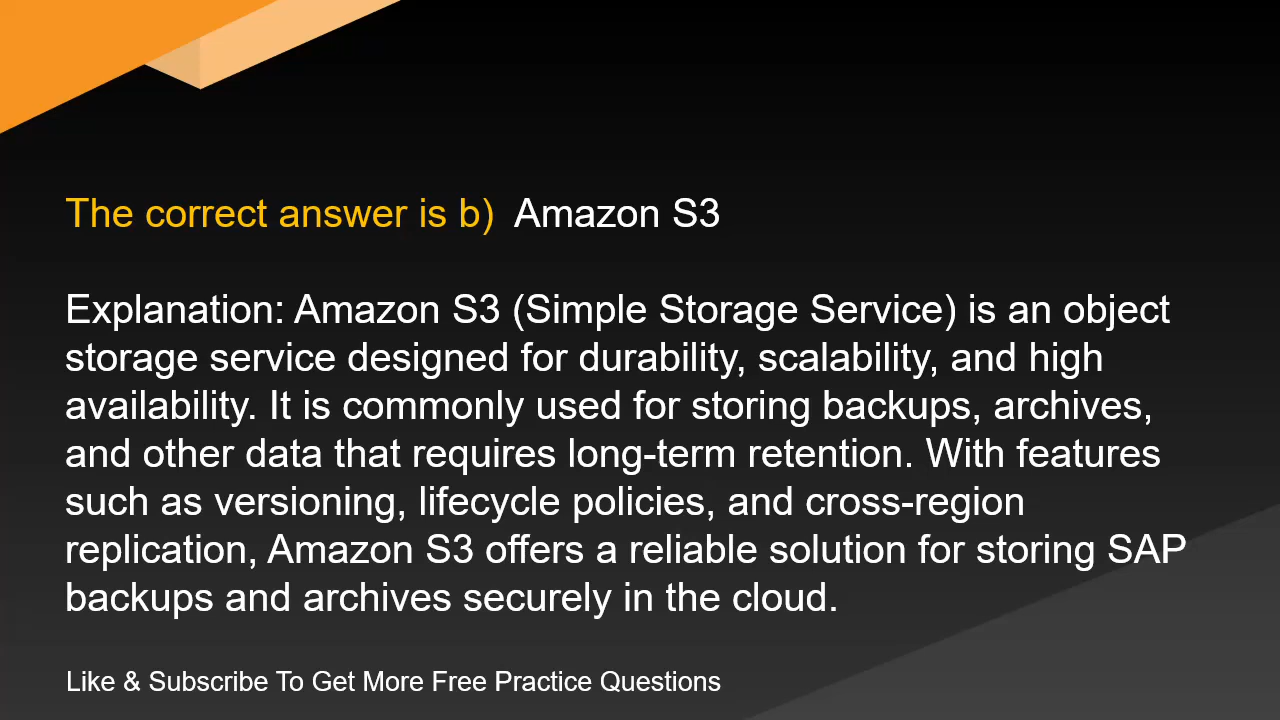 The correct answer is b) Amazon S3
Explanation: Amazon S3 (Simple Storage Service) is an object
storage service designed for durability, scalability, and high
availability. It is commonly used for storing backups, archives,
and other data that requires long-term retention. With features
such as versioning, lifecycle policies, and cross-region
replication, Amazon S3 offers a reliable solution for storing SAP
backups and archives securely in the cloud.
Like & Subscribe To Get More Free Practice Questions